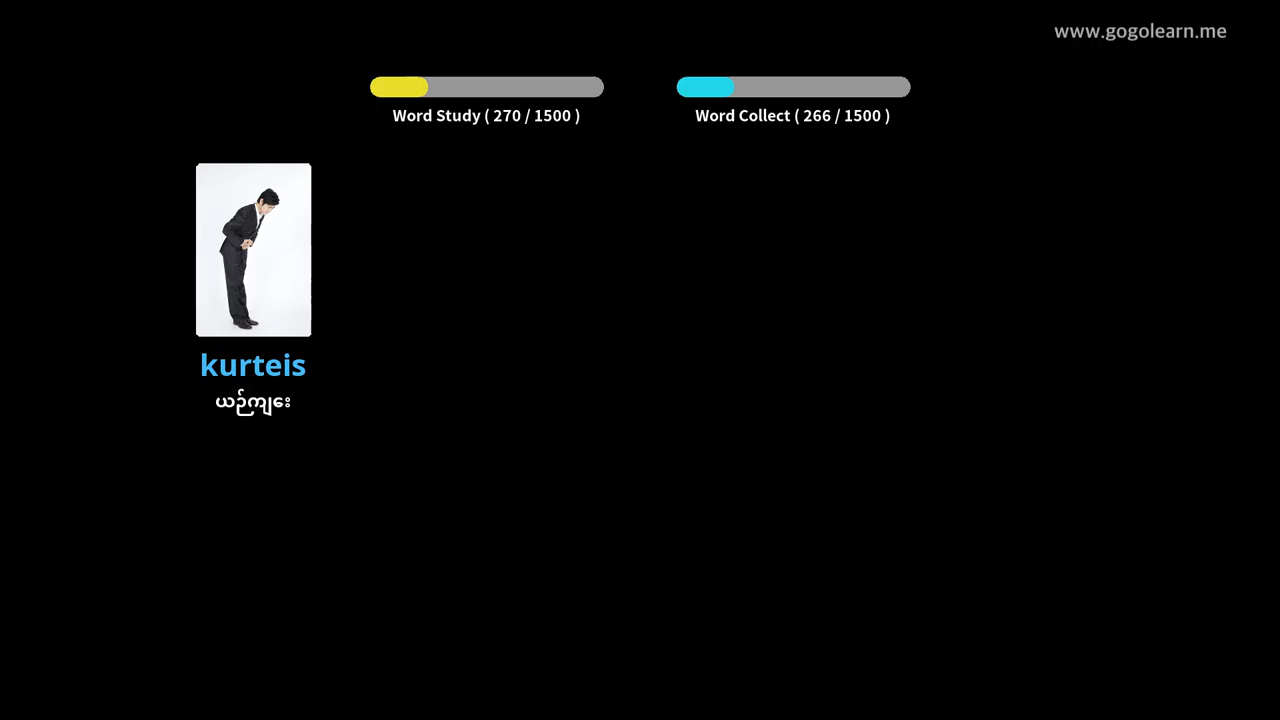 www.gogolearn.me
Word Study ( 270 / 1500 )
Word Collect ( 266 / 1500 )
kurteis
ယဉ်ကျေး